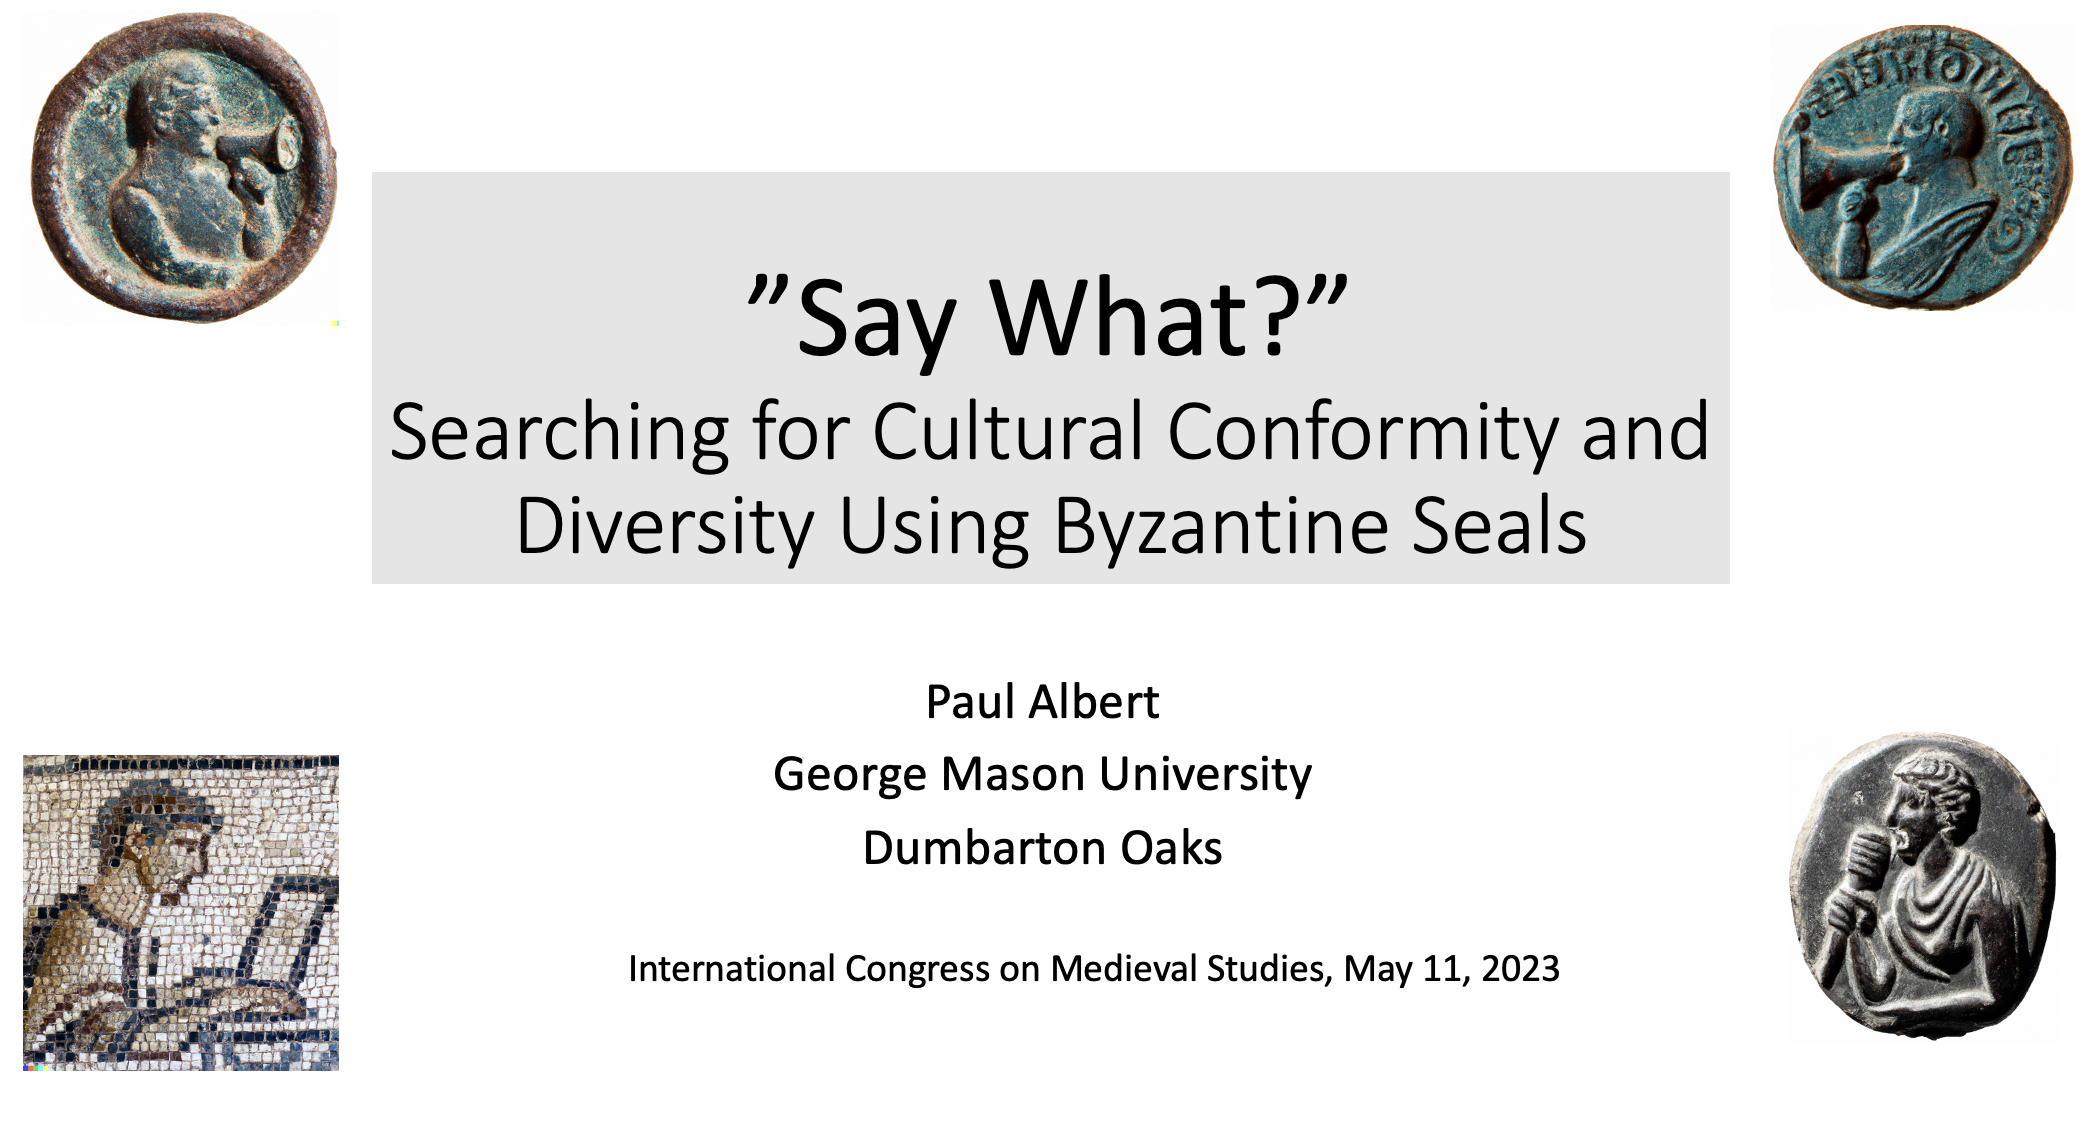 ”Say What?”
Searching for Cultural Conformity and
Diversity Using Byzantine Seals
Paul Albert
George Mason University
Dumbarton Oaks
International Congress on Medieval Studies, May 11, 2023